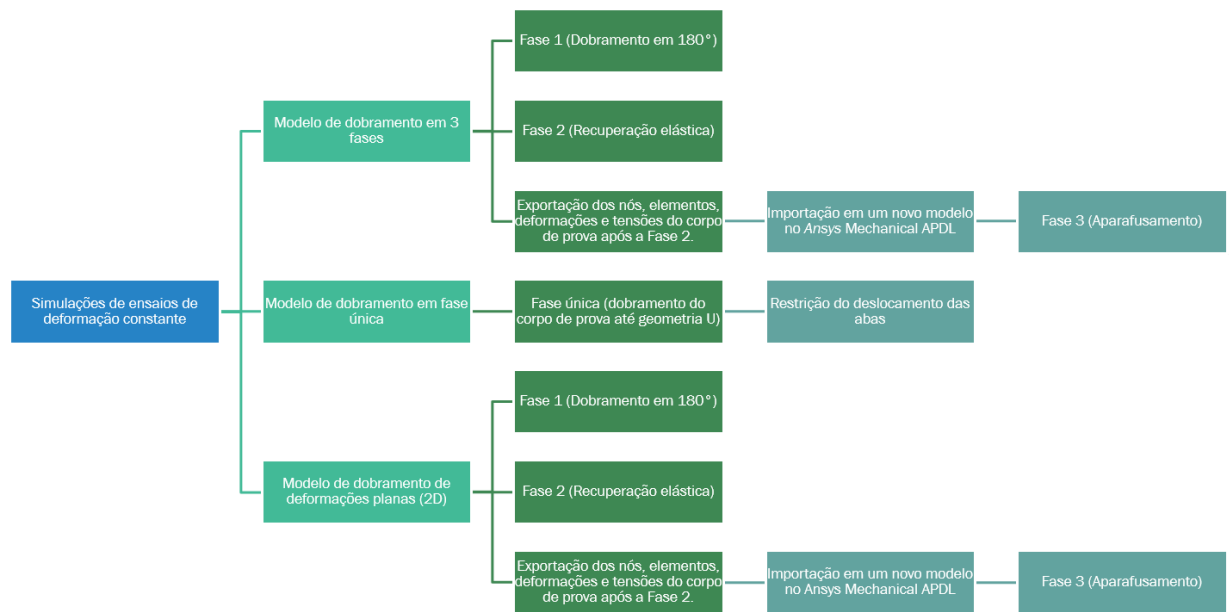 Simulações de ensaios de
deformação constante
Modelo de dobramento em 3
fases
Fase 1 (Dobramento em 180°)
Fase 2 (Recuperação elástica)
Exportação dos nós, elementos,
deformações e tensões do corpo
de prova após a Fase 2.
Importação em um novo modelo
no Ansys Mechanical APDL
Fase 3 (Aparafusamento)
Modelo de dobramento em fase
única
Fase única (dobramento do
corpo de prova até geometria U)
Restrição do deslocamento das
abas
Modelo de dobramento de
deformações planas (2D)
Fase 1 (Dobramento em 180°)
Fase 2 (Recuperação elástica)
Exportação dos nós, elementos,
deformações e tensões do corpo
de prova após a Fase 2.
Importação em um novo modelo
no Ansys Mechanical APDL
Fase 3 (Aparafusamento)